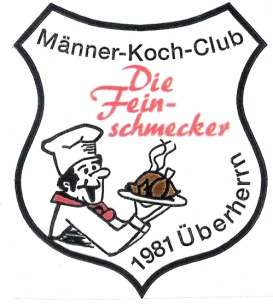 Männer-Koch-Club
Die
Fein-
schmecker
1981 Überherrn